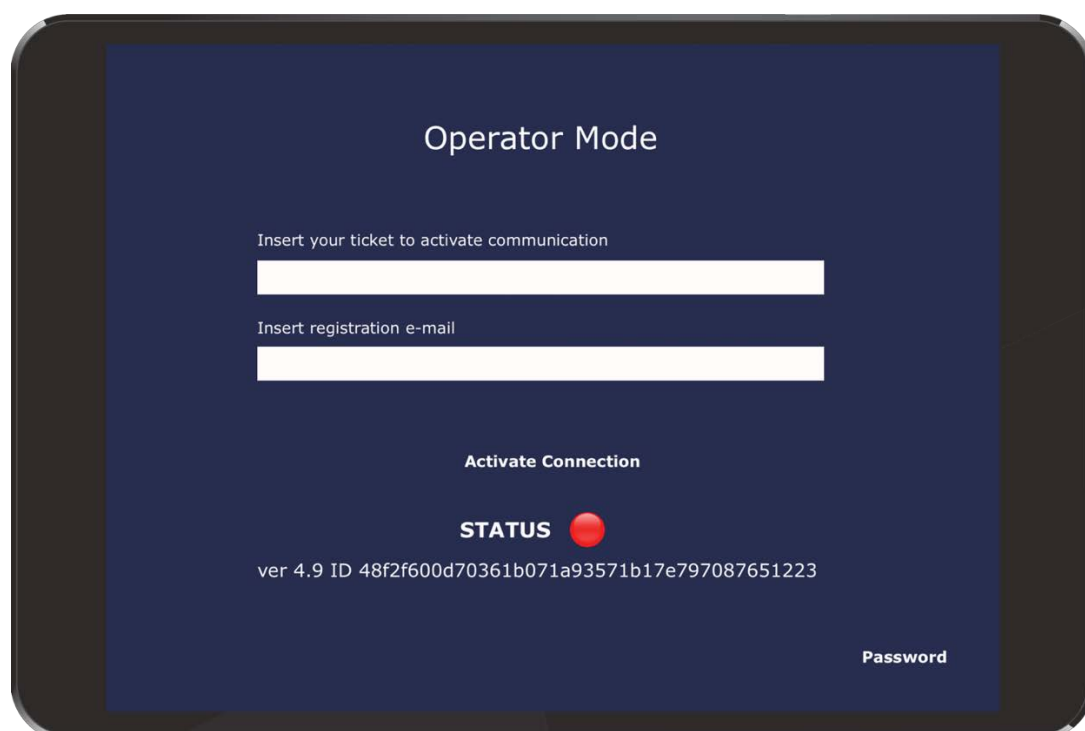 Operator Mode
Insert your ticket to activate communication
Insert registration e-mail
Activate Connection
STATUS
ver 4.9 ID 48f2f600d70361b071a93571b17e797087651223
Password